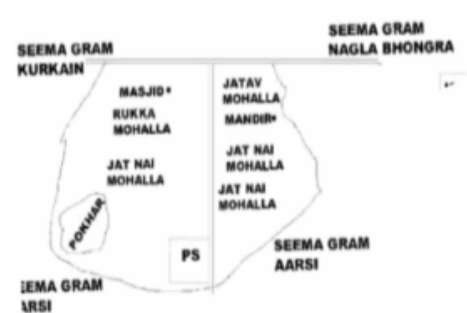 SEEMA GRAM
KURKAIN
SEEMA GRAM
NAGLA BHONGRA
MASJID
RUKKA
MOHALLA
JAT NAI
MOHALLA
POKHAR
JATAV
MOHALLA
MANDIR
JAT NAI
MOHALLA
JAT NAI
MOHALLA
PS
SEEMA GRAM
AARSI
EEMA GRAM
ARSI